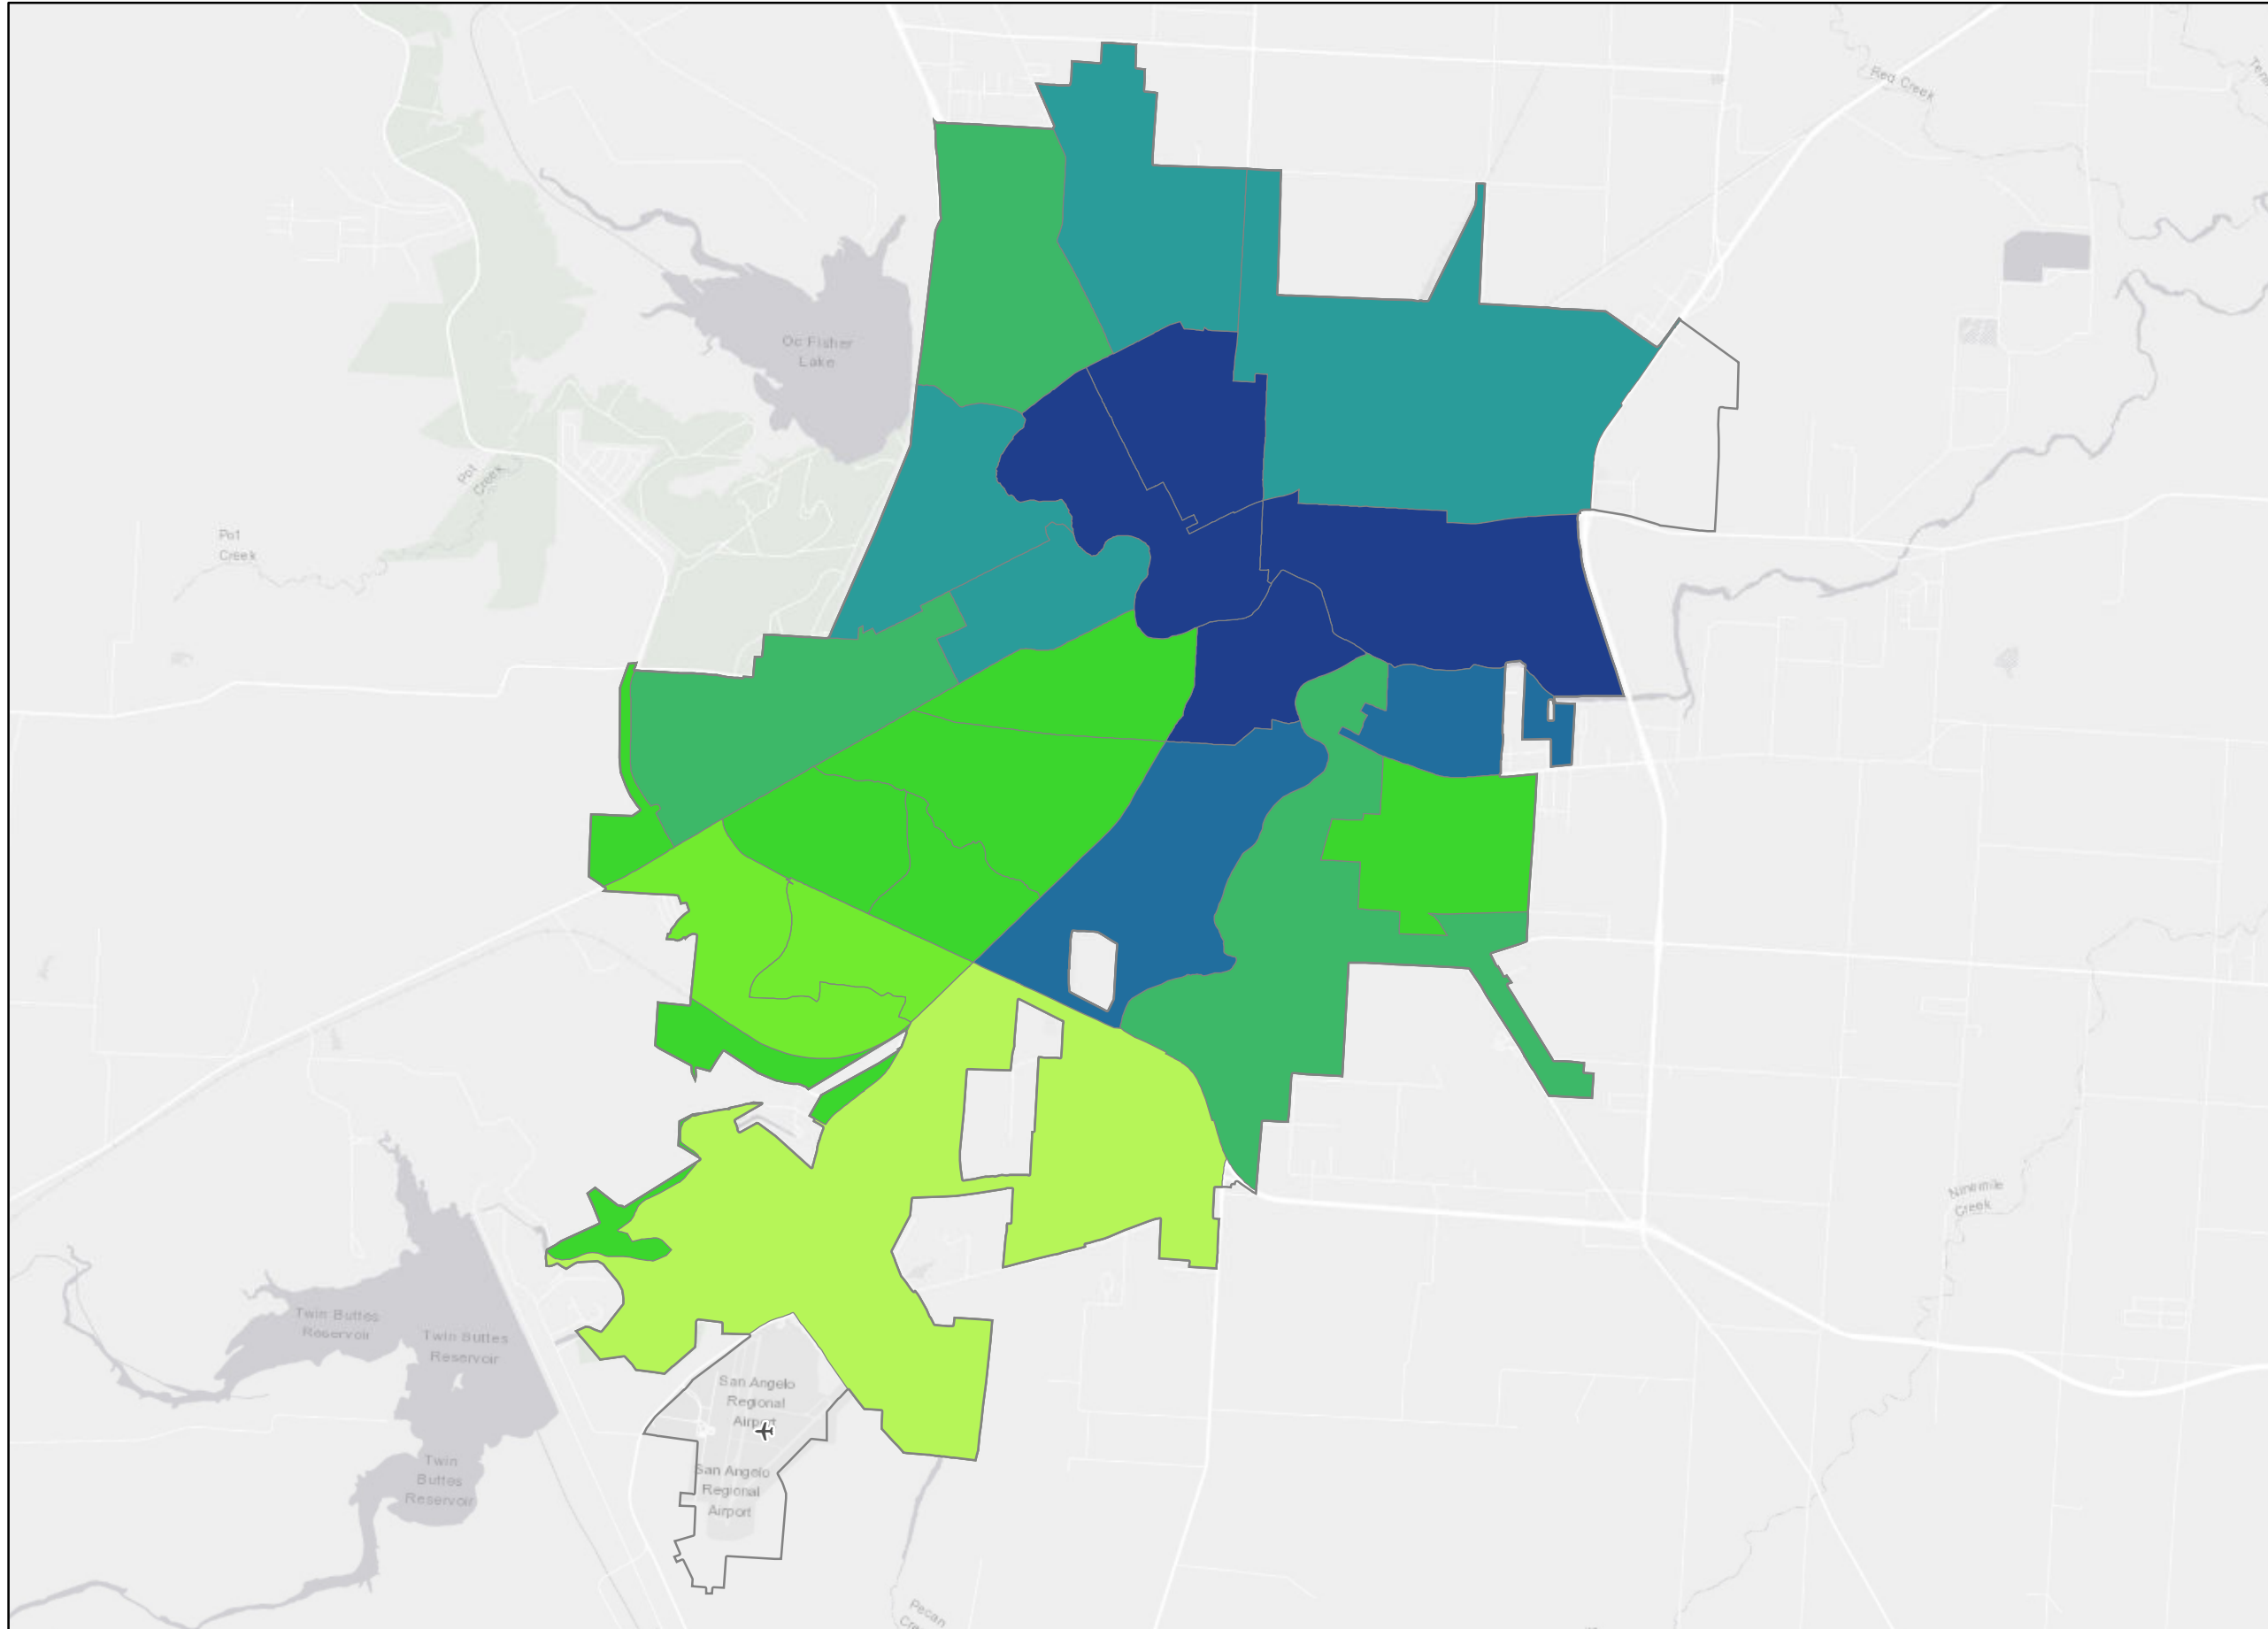 Red Creek
Oc Fisher
Lake
Pot
Creek
Pot
Creek
Ninemile
Creek
Twin Buttes
Reservoir
Twin Buttes
Reservoir
San Angelo
Regional
Airport
Twin
Buttes
Reservoir
San Angelo
Regional
Airport
Pecan